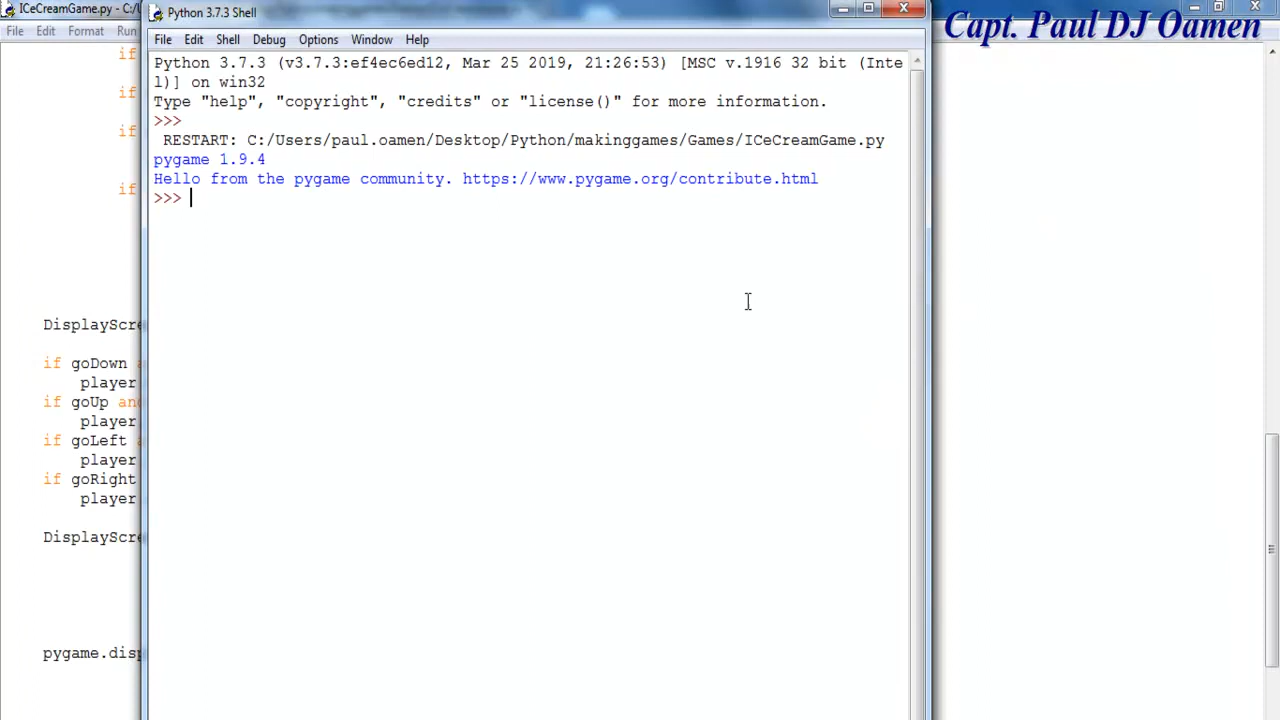 ICeCreamGame.py - C:/U
File Edit Format Run
Python 3.7.3 Shell
Capt. Paul DJ Oamen
File Edit Shell Debug Options Window Help
Python 3.7.3 (v3.7.3:ef4ec6ed12, Mar 25 2019, 21:26:53) [MSC v.1916 32 bit (Inte
l)] on win32
Type "help", "copyright", "credits" or "license()" for more information.
>>>
RESTART: C:/Users/paul.oamen/Desktop/Python/makinggames/Games/ICeCreamGame.py
pygame 1.9.4
Hello from the pygame community. https://www.pygame.org/contribute.html
>>>
if
if
if
if
DisplayScre
if goDown a
player
if goUp and
player
if goLeft a
player
if goRight
player
DisplayScre
pygame.disp